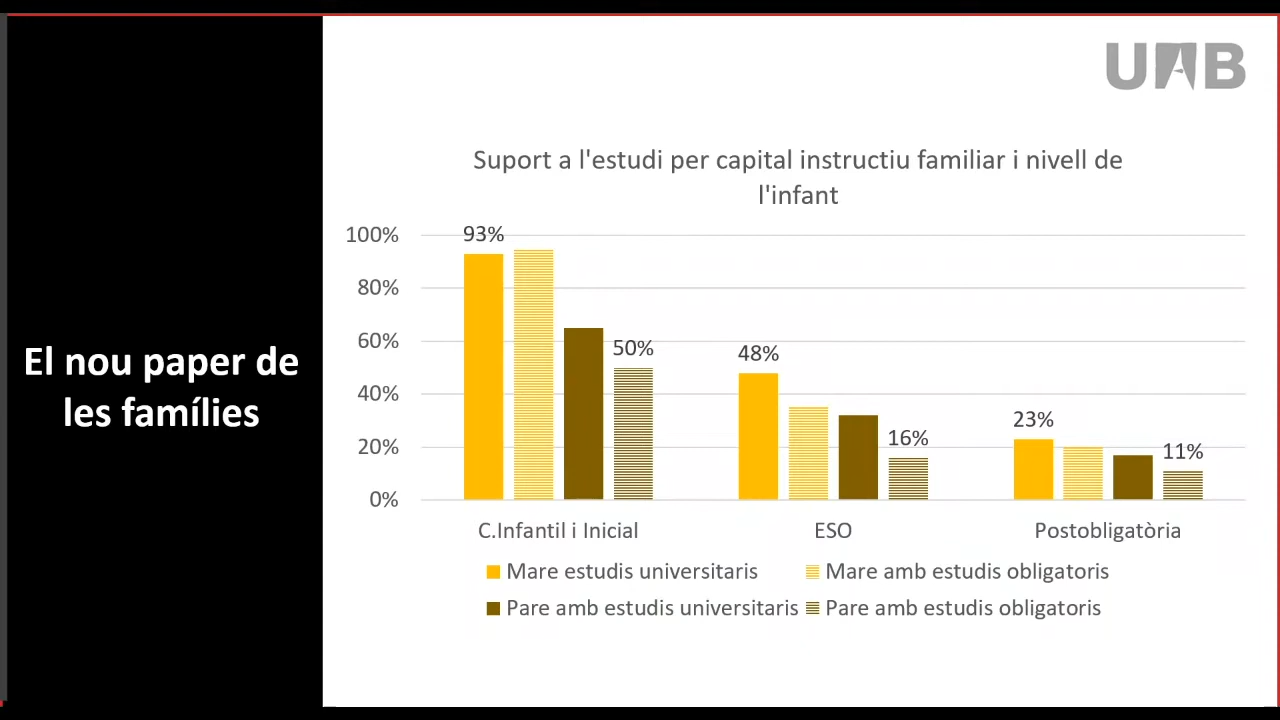 UAB
El nou paper de
les famílies
Suport a l'estudi per capital instructiu familiar i nivell de
l'infant
100%
80%
60%
40%
20%
0%
93%
50%
48%
16%
23%
11%
C.Infantil i Inicial
ESO
Postobligatòria
Mare estudis universitaris
Mare amb estudis obligatoris
Pare amb estudis universitaris
Pare amb estudis obligatoris